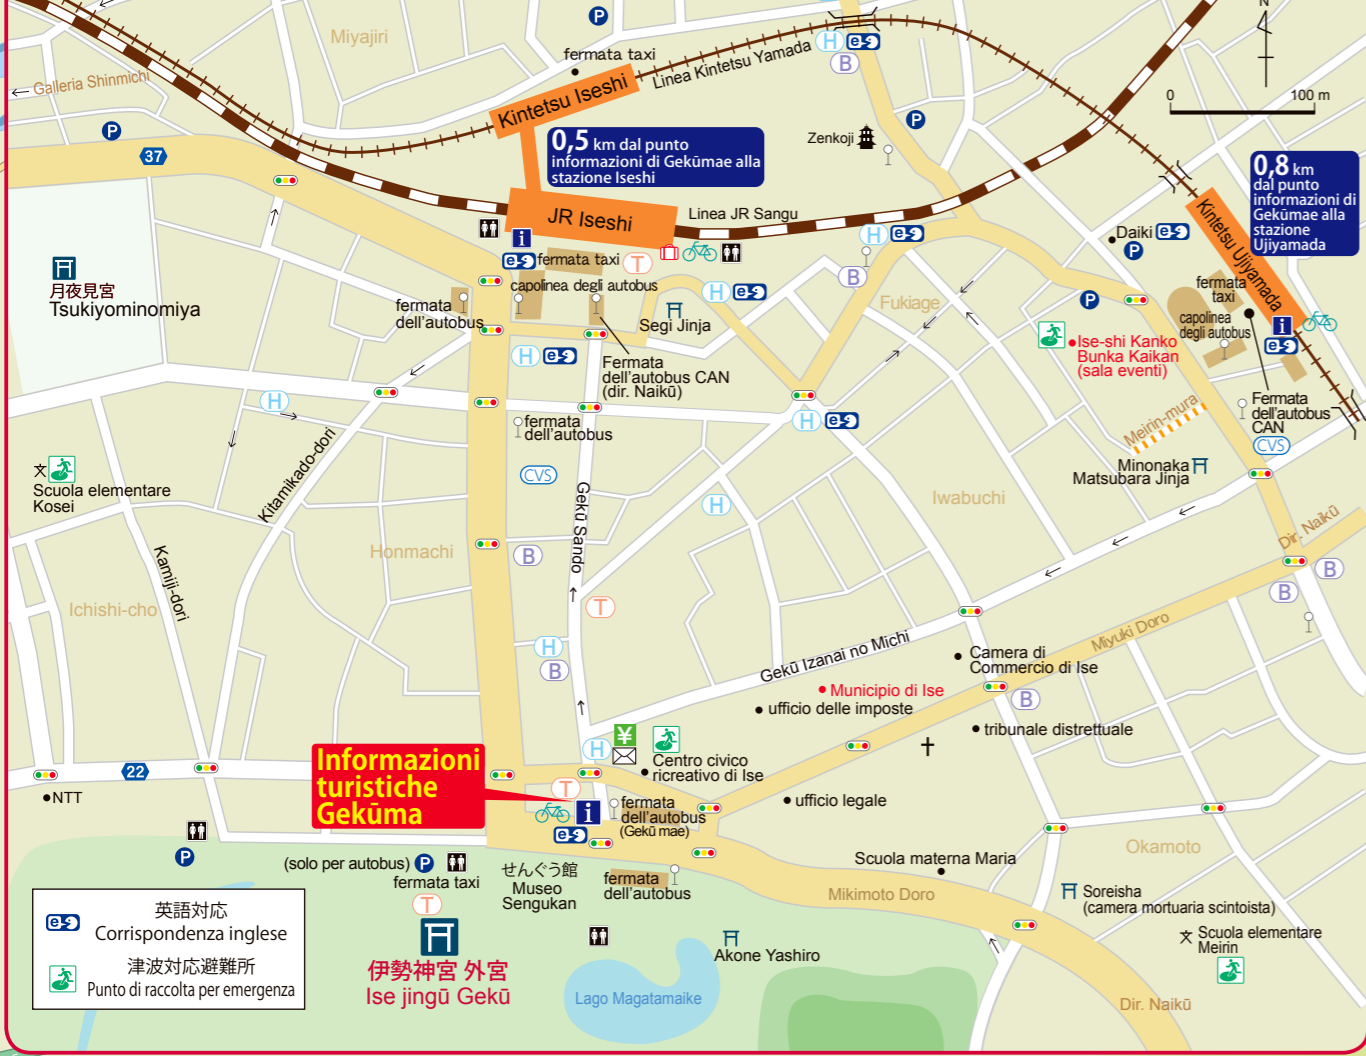 Miyajiri
P
fermata taxi
H
B
N
Galleria Shinmichi
Kintetsu Iseshi
Linea Kintetsu Yamada
0
100 m
P
P
37
0,5 km dal punto
informazioni di Gekūmae alla
stazione Iseshi
Zenkoji
0,8 km
dal punto
informazioni di
Gekūmae alla
stazione
Ujiyamada
JR Iseshi
Linea JR Sangu
Kintetsu Ujiyamada
Daiki
P
i
H
fermata taxi
T
B
月夜見宮
Tsukiyominomiya
capolinea degli autobus
fermata
dell'autobus
H
Segi Jinja
Fukiage
P
fermata
taxi
capolinea
degli autobus
i
H
Fermata
dell'autobus CAN
(dir. Naikū)
Ise-shi Kanko
Bunka Kaikan
(sala eventi)
H
fermata
dell'autobus
H
Meirin-mura
Fermata
dell'autobus
CAN
CVS
文
Scuola elementare
Kosei
Kitamikado-dori
CVS
Gekū Sando
H
Iwabuchi
Minonaka
Matsubara Jinja
Honmachi
B
Dir. Naikū
Kamiji-dori
Ichishi-cho
T
B
B
H
B
Gekū Izanai no Michi
Miyuki Doro
Camera di
Commercio di Ise
Municipio di Ise
ufficio delle imposte
B
tribunale distrettuale
Informazioni
turistiche
Gekūma
H
¥
Centro civico
ricreativo di Ise
22
NTT
T
i
fermata
dell'autobus
(Gekū mae)
ufficio legale
P
(solo per autobus)
P
fermata taxi
T
せんぐう館
Museo
Sengukan
fermata
dell'autobus
Scuola materna Maria
Okamoto
Mikimoto Doro
Soreisha
(camera mortuaria scintoista)
英語対応
Corrispondenza inglese
津波対応避難所
Punto di raccolta per emergenza
伊勢神宮 外宮
Ise jingū Gekū
Lago Magatamaike
Akone Yashiro
文
Scuola elementare
Meirin
Dir. Naikū